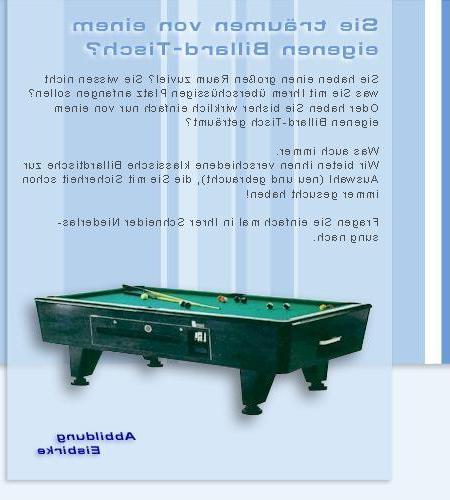 Sie träumen von einem
eigenen Billard-Tisch?
Sie haben einen großen Raum zuviel? Sie wissen nicht
was Sie mit Ihrem überschüssigen Platz anfangen sollen?
Oder haben Sie bisher wirklich einfach nur von einem
eigenen Billard-Tisch geträumt?
Was auch immer.
Wir bieten ihnen verschiedene klassische Billardtische zur
Auswahl (neu und gebraucht), die Sie mit Sicherheit schon
immer gesucht haben!
Fragen Sie einfach mal in Ihrer Schneider Niederlas-
sung nach.
Abbildung
Eisbirke